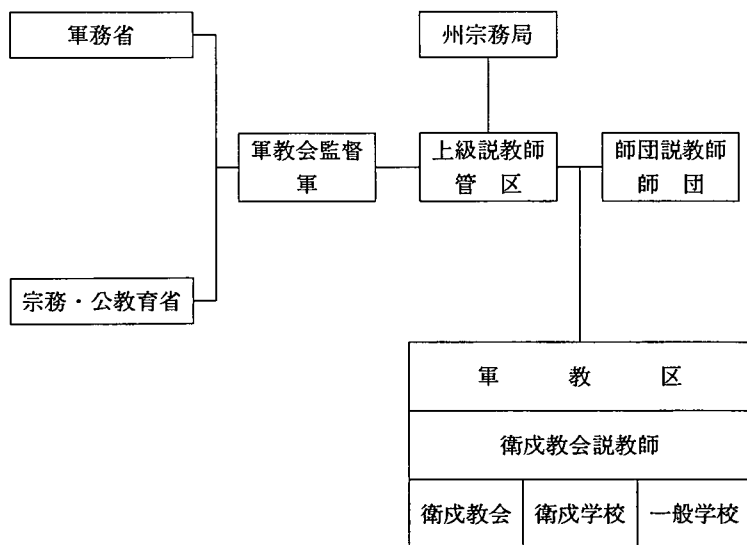 軍務省
州宗務局
軍教会監督
軍
上級説教師
管区
師団説教師
師団
宗務・公教育省
軍教区
衛戍教会説教師
衛戍教会
衛戍学校
一般学校